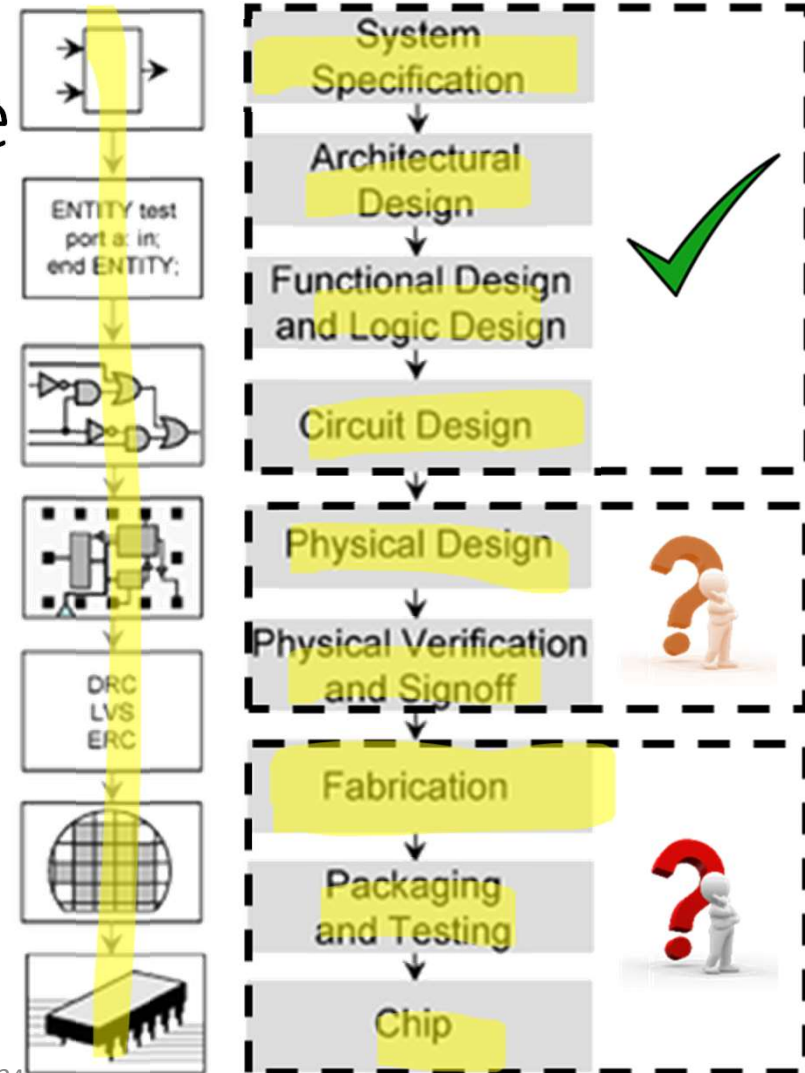 e
ENTITY test
port a: in;
end ENTITY;
DRC
LVS
ERC
System
Specification
Architectural
Design
Functional Design
and Logic Design
Circuit Design
Physical Design
Physical Verification
and Signoff
Fabrication
Packaging
and Testing
Chip